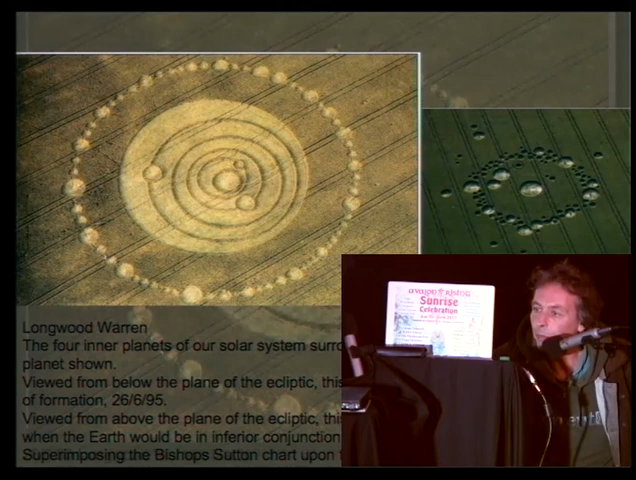 Longwood Warren
The four inner planets of our solar system surro
planet shown.
Viewed from below the plane of the ecliptic, this
of formation, 26/6/95.
Viewed from above the plane of the ecliptic, this
when the Earth would be in inferior conjunction
Superimposing the Bishops Sutton chart upon
Sunrise
Celebration